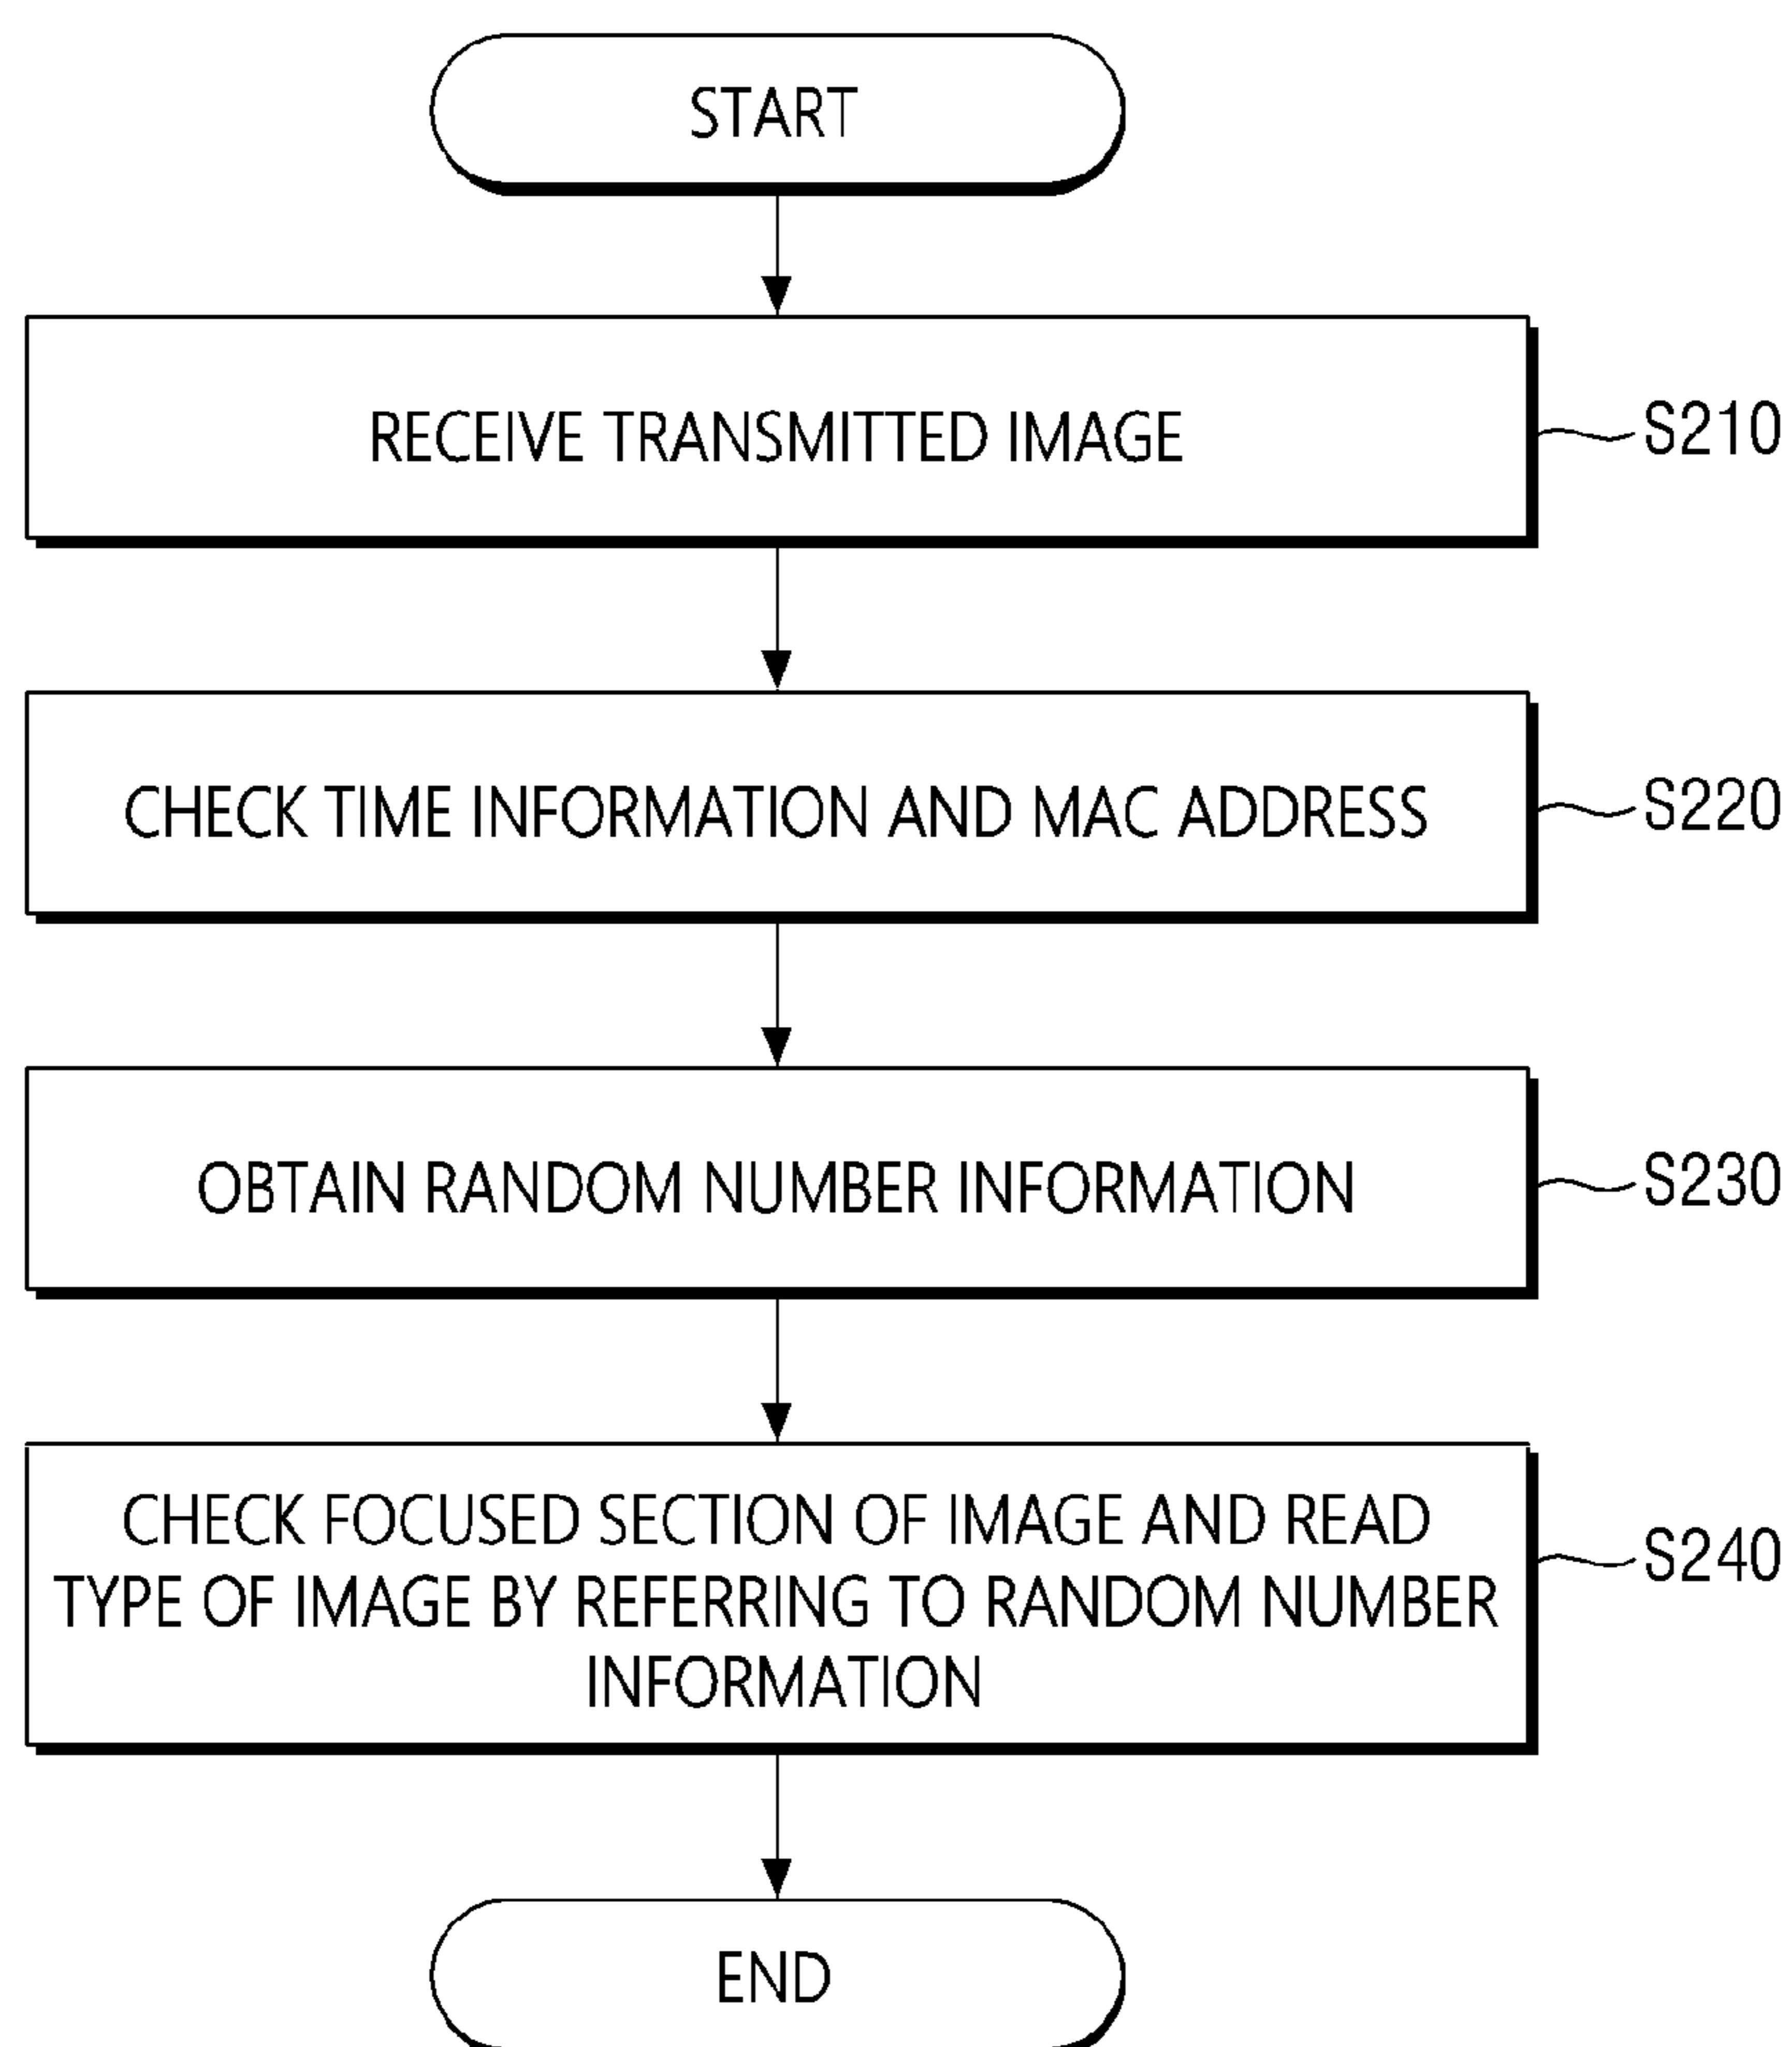 START
RECEIVE TRANSMITTED IMAGE
S210
CHECK TIME INFORMATION AND MAC ADDRESS
S220
OBTAIN RANDOM NUMBER INFORMATION
S230
CHECK FOCUSED SECTION OF IMAGE AND READ
TYPE OF IMAGE BY REFERRING TO RANDOM NUMBER
INFORMATION
S240
END